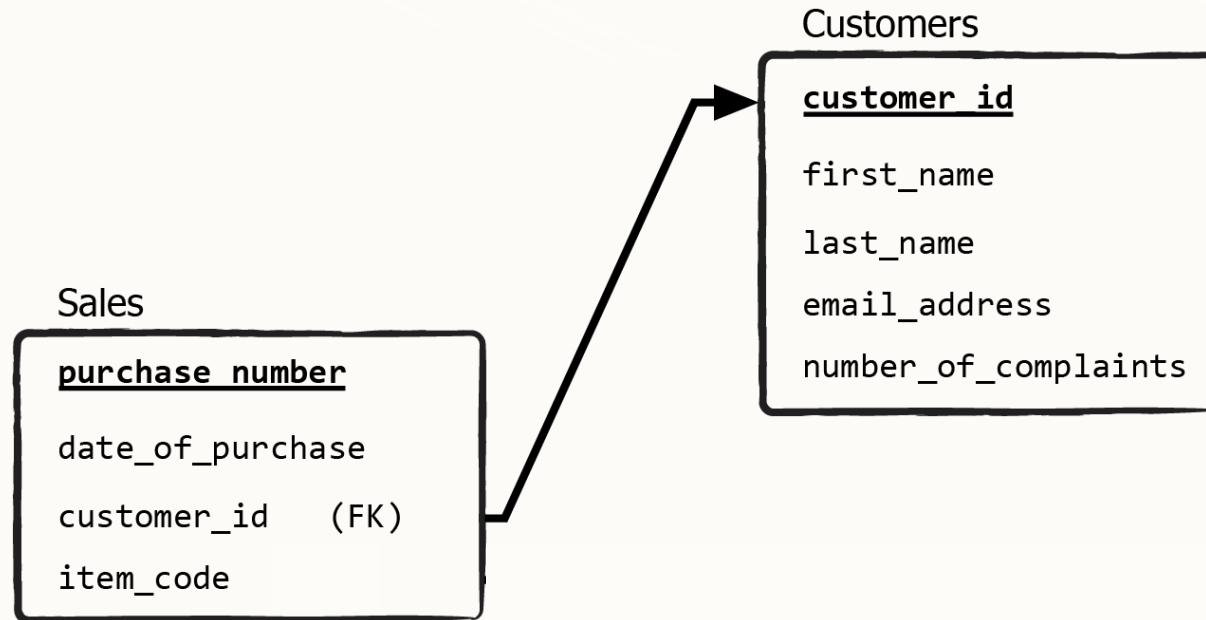 Customers
customer_id
first_name
last_name
email_address
number_of_complaints
Sales
purchase_number
date_of_purchase
customer_id (FK)
item_code